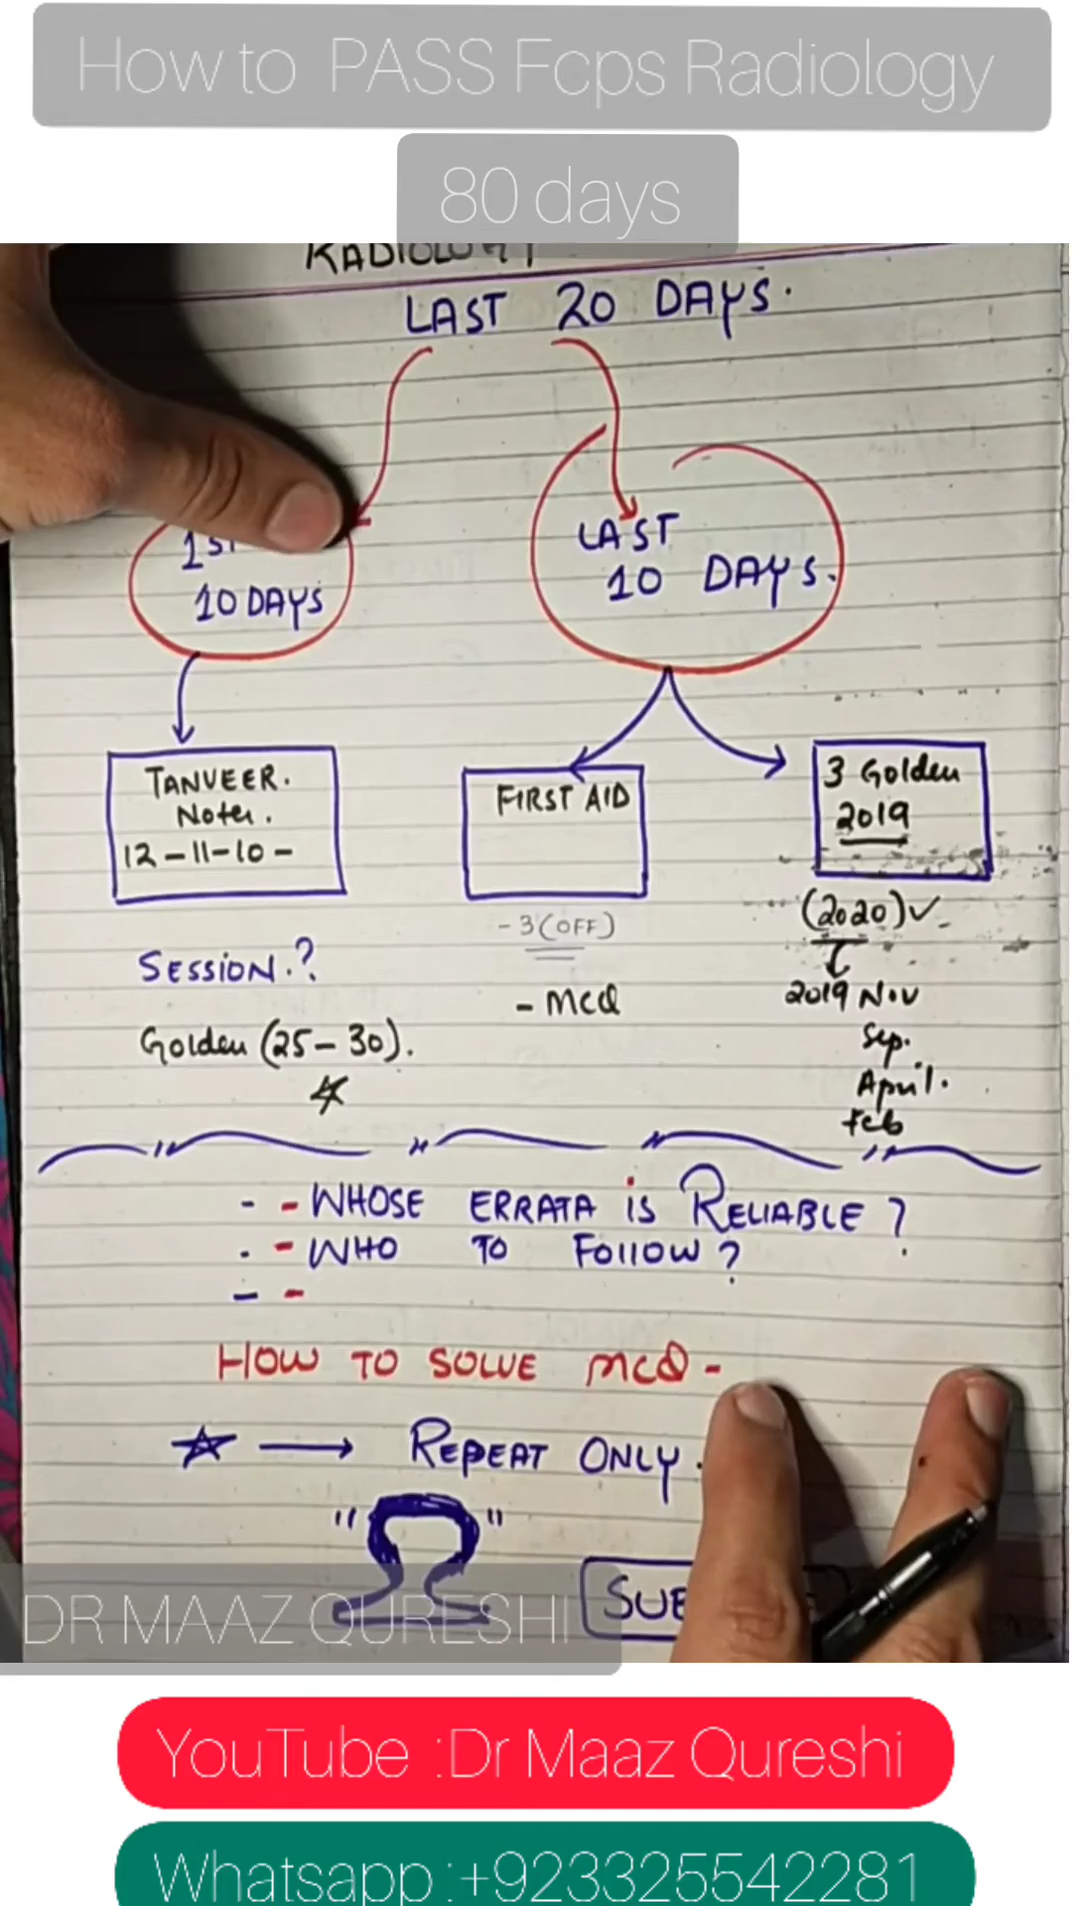 How to PASS Fcps Radiology
80 days
RADIOLOGY
LAST 20 DAYS.
1ST
10 DAYS
LAST
10 DAYS.
TANVEER.
Notes.
12 - 11 - 10 -
FIRST AID
3 Golden
2019
- 3 (OFF)
(2020) ✓
SESSION.?
- MCQ
2019 Nov
Sep.
Golden (25 - 30).
April.
Feb
- - WHOSE ERRATA is RELIABLE ?
- - WHO TO FOLLOW ?
- -
HOW TO SOLVE MCQ -
REPEAT ONLY.
" "
SUB
DR MAAZ QURESHI
YouTube :Dr Maaz Qureshi
Whatsapp :+923325542281